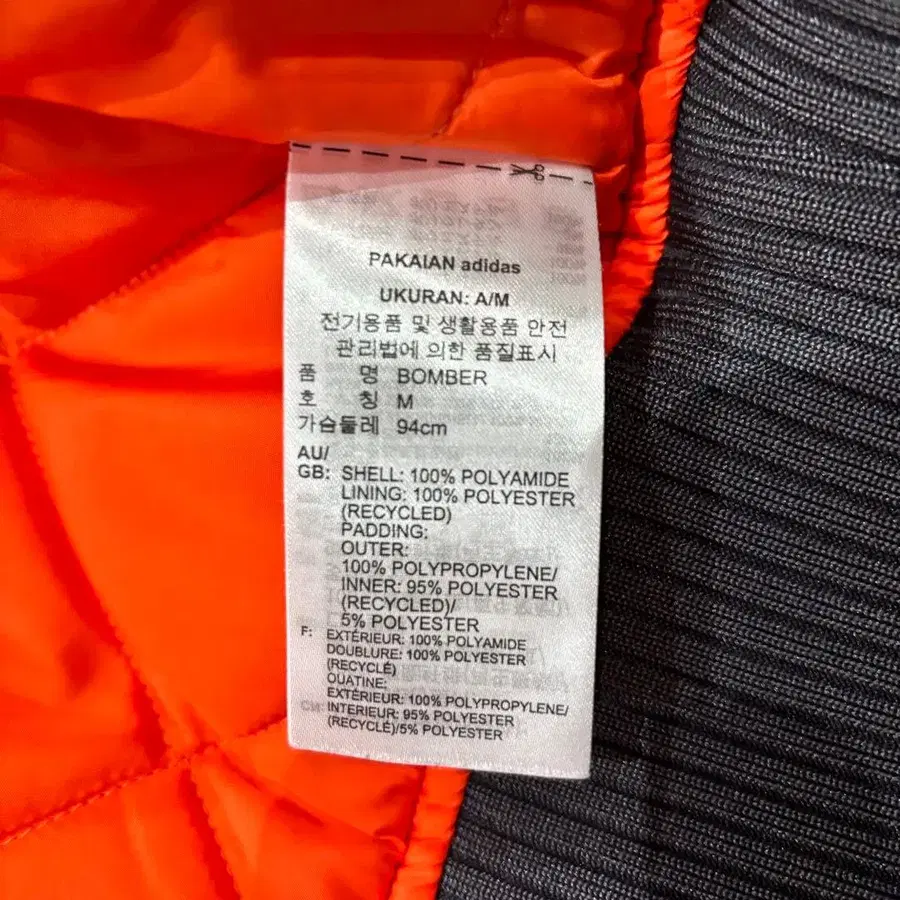 PAKAIAN adidas
UKURAN: A/M
전기용품 및 생활용품 안전
관리법에 의한 품질표시
품 명 BOMBER
호 칭 M
가슴둘레 94cm
AU/
GB: SHELL: 100% POLYAMIDE
LINING: 100% POLYESTER
(RECYCLED)
PADDING:
OUTER:
100% POLYPROPYLENE/
INNER: 95% POLYESTER
(RECYCLED)/
5% POLYESTER
F: EXTÉRIEUR: 100% POLYAMIDE
DOUBLURE: 100% POLYESTER
(RECYCLÉ)
OUATINE:
EXTÉRIEUR: 100% POLYPROPYLENE/
CH: INTERIEUR: 95% POLYESTER
(RECYCLÉ)/5% POLYESTER